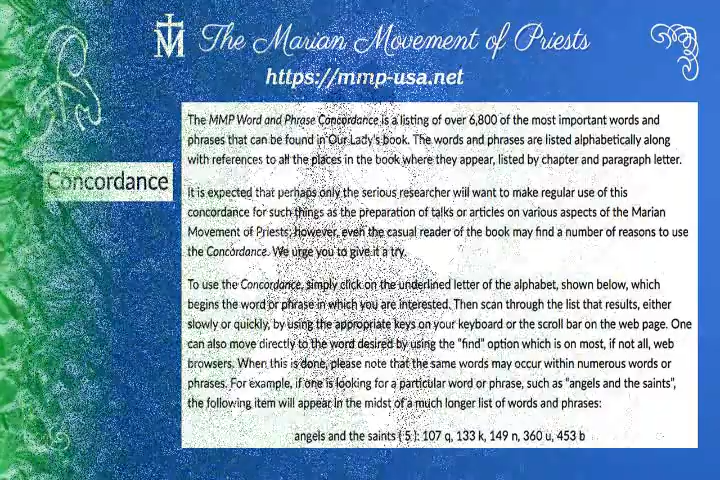 The Marian Movement of Priests
https://mmp-usa.net
Concordance
The MMP Word and Phrase Concordance is a listing of over 6,800 of the most important words and
phrases that can be found in Our Lady's book. The words and phrases are listed alphabetically along
with references to all the places in the book where they appear, listed by chapter and paragraph letter.
It is expected that perhaps only the serious researcher will want to make regular use of this
concordance for such things as the preparation of talks or articles on various aspects of the Marian
Movement of Priests; however, even the casual reader of the book may find a number of reasons to use
the Concordance. We urge you to give it a try.
To use the Concordance, simply click on the underlined letter of the alphabet, shown below, which
begins the word or phrase in which you are interested. Then scan through the list that results, either
slowly or quickly, by using the appropriate keys on your keyboard or the scroll bar on the web page. One
can also move directly to the word desired by using the "find" option which is on most, if not all, web
browsers. When this is done, please note that the same words may occur within numerous words or
phrases. For example, if one is looking for a particular word or phrase, such as "angels and the saints",
the following item will appear in the midst of a much longer list of words and phrases:
angels and the saints ( 5 ): 107 q, 133 k, 149 n, 360 u, 453 b